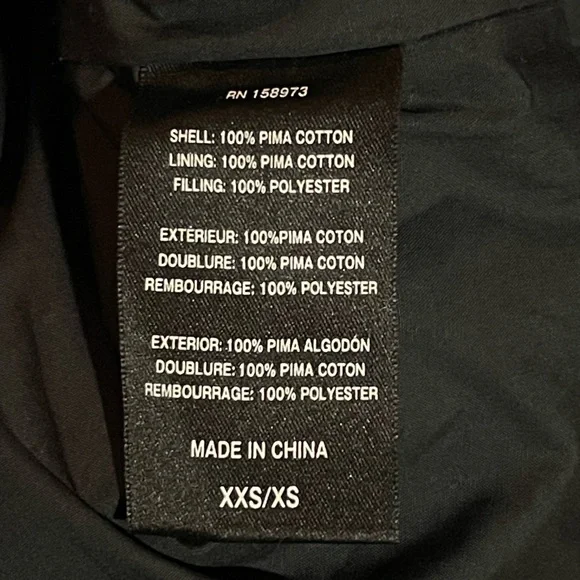 RN 158973
SHELL: 100% PIMA COTTON
LINING: 100% PIMA COTTON
FILLING: 100% POLYESTER
EXTÉRIEUR: 100%PIMA COTON
DOUBLURE: 100% PIMA COTON
REMBOURRAGE: 100% POLYESTER
EXTERIOR: 100% PIMA ALGODÓN
DOUBLURE: 100% PIMA COTON
REMBOURRAGE: 100% POLYESTER
MADE IN CHINA
XXS/XS